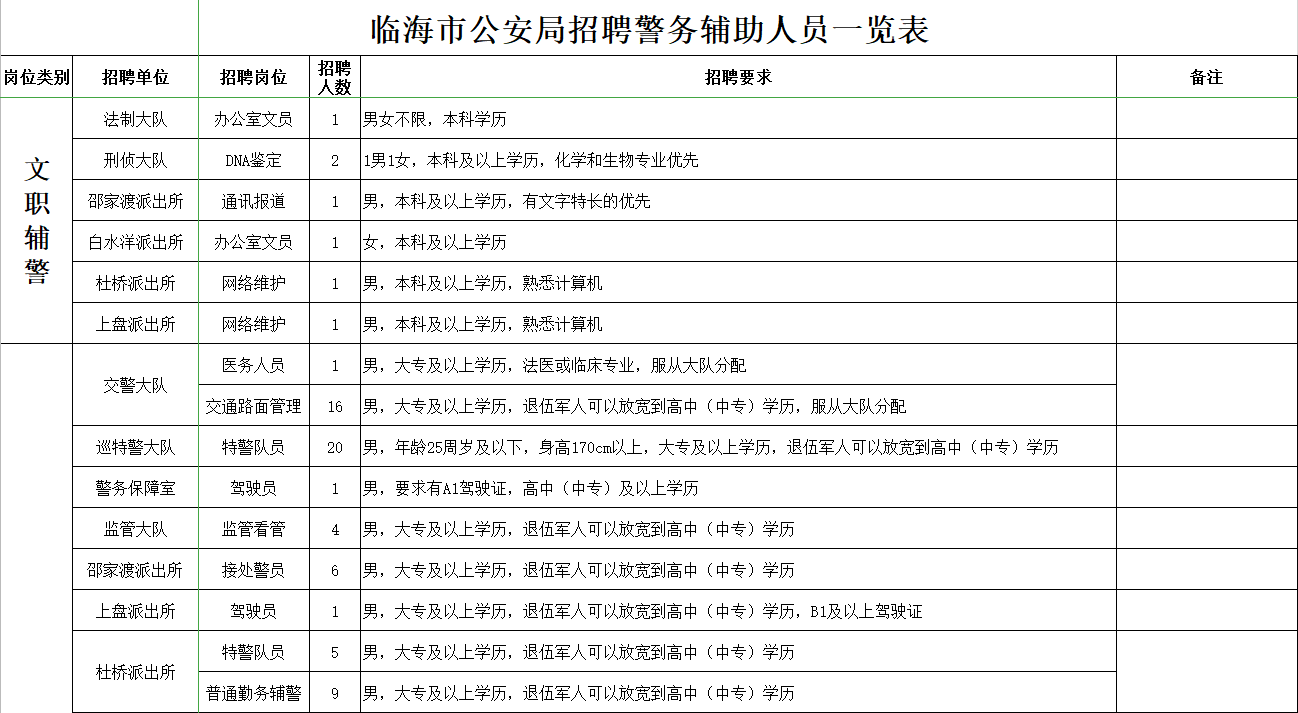 临海市公安局招聘警务辅助人员一览表
岗位类别 招聘单位 招聘岗位 招聘人数 招聘要求 备注
文职辅警
法制大队 办公室文员 1 男女不限，本科学历
刑侦大队 DNA鉴定 2 1男1女，本科及以上学历，化学和生物专业优先
邵家渡派出所 通讯报道 1 男，本科及以上学历，有文字特长的优先
白水洋派出所 办公室文员 1 女，本科及以上学历
杜桥派出所 网络维护 1 男，本科及以上学历，熟悉计算机
上盘派出所 网络维护 1 男，本科及以上学历，熟悉计算机
交警大队 医务人员 1 男，大专及以上学历，法医或临床专业，服从大队分配
交通路面管理 16 男，大专及以上学历，退伍军人可以放宽到高中（中专）学历，服从大队分配
巡特警大队 特警队员 20 男，年龄25周岁及以下，身高170cm以上，大专及以上学历，退伍军人可以放宽到高中（中专）学历
警务保障室 驾驶员 1 男，要求有A1驾驶证，高中（中专）及以上学历
监管大队 监管看管 4 男，大专及以上学历，退伍军人可以放宽到高中（中专）学历
邵家渡派出所 接处警员 6 男，大专及以上学历，退伍军人可以放宽到高中（中专）学历
上盘派出所 驾驶员 1 男，大专及以上学历，退伍军人可以放宽到高中（中专）学历，B1及以上驾驶证
杜桥派出所 特警队员 5 男，大专及以上学历，退伍军人可以放宽到高中（中专）学历
普通勤务辅警 9 男，大专及以上学历，退伍军人可以放宽到高中（中专）学历